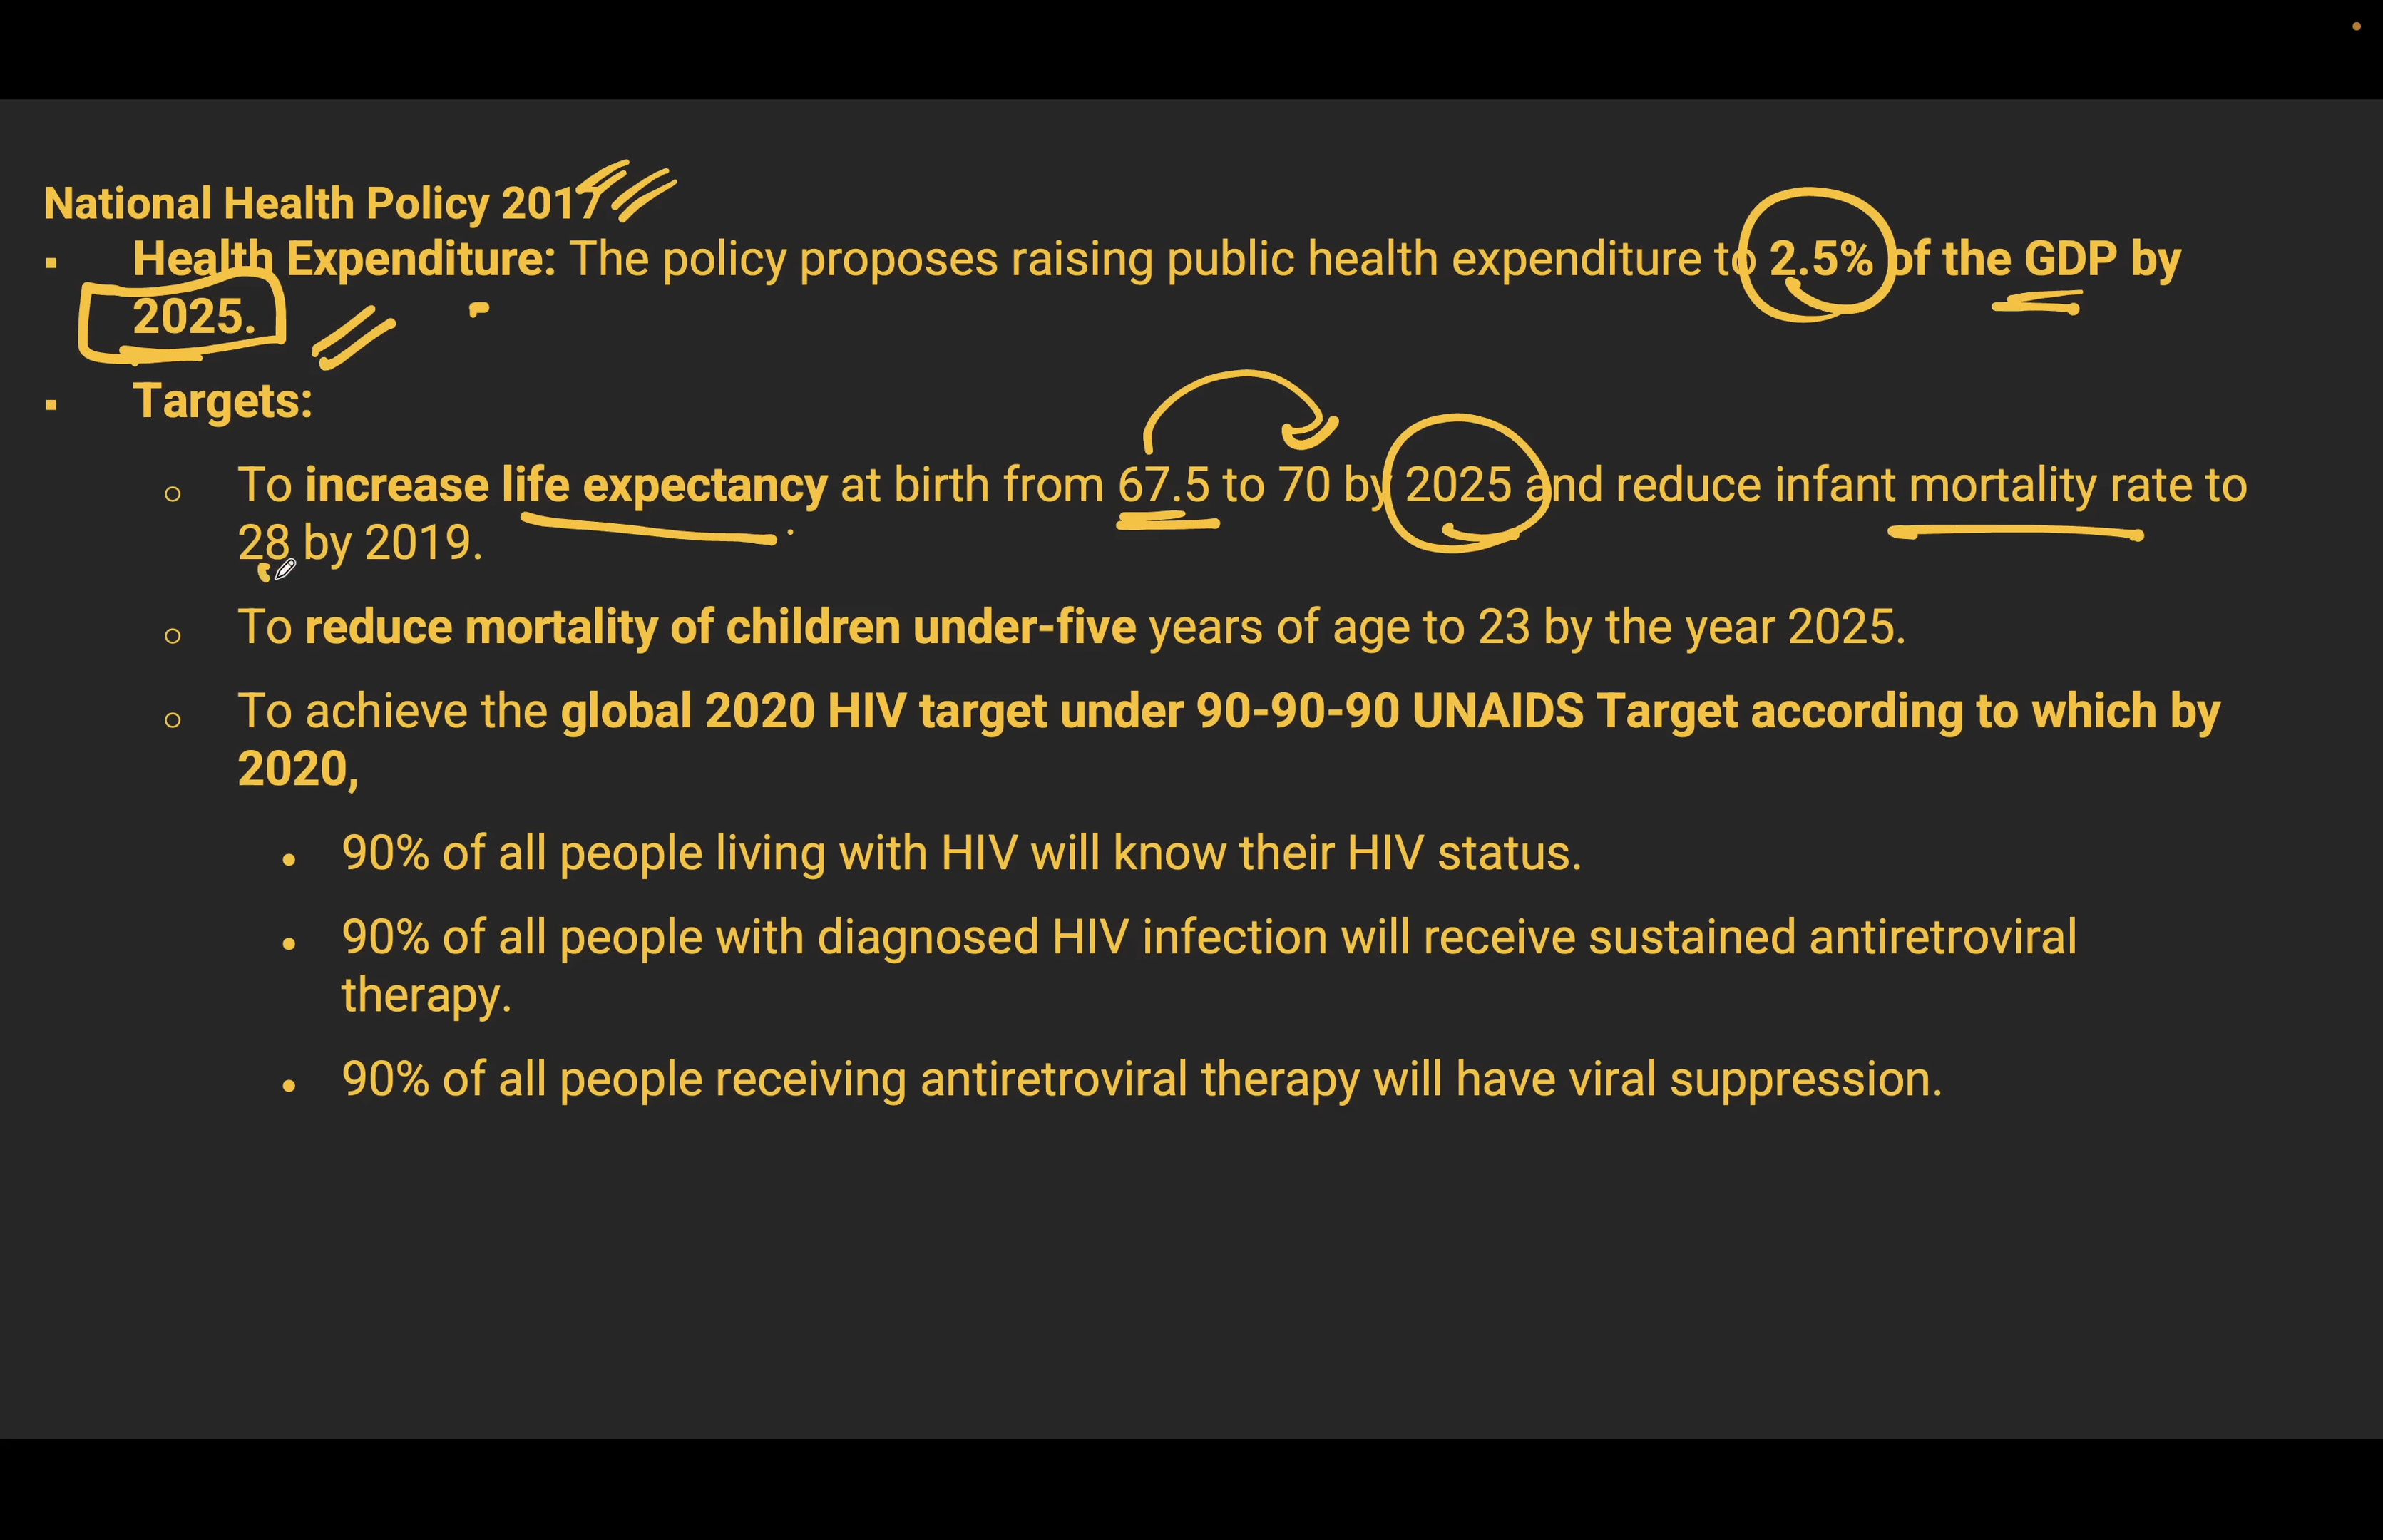 National Health Policy 2017
▪ Health Expenditure: The policy proposes raising public health expenditure to 2.5% of the GDP by
2025.
▪ Targets:
○ To increase life expectancy at birth from 67.5 to 70 by 2025 and reduce infant mortality rate to
28 by 2019.
○ To reduce mortality of children under-five years of age to 23 by the year 2025.
○ To achieve the global 2020 HIV target under 90-90-90 UNAIDS Target according to which by
2020,
• 90% of all people living with HIV will know their HIV status.
• 90% of all people with diagnosed HIV infection will receive sustained antiretroviral
therapy.
• 90% of all people receiving antiretroviral therapy will have viral suppression.